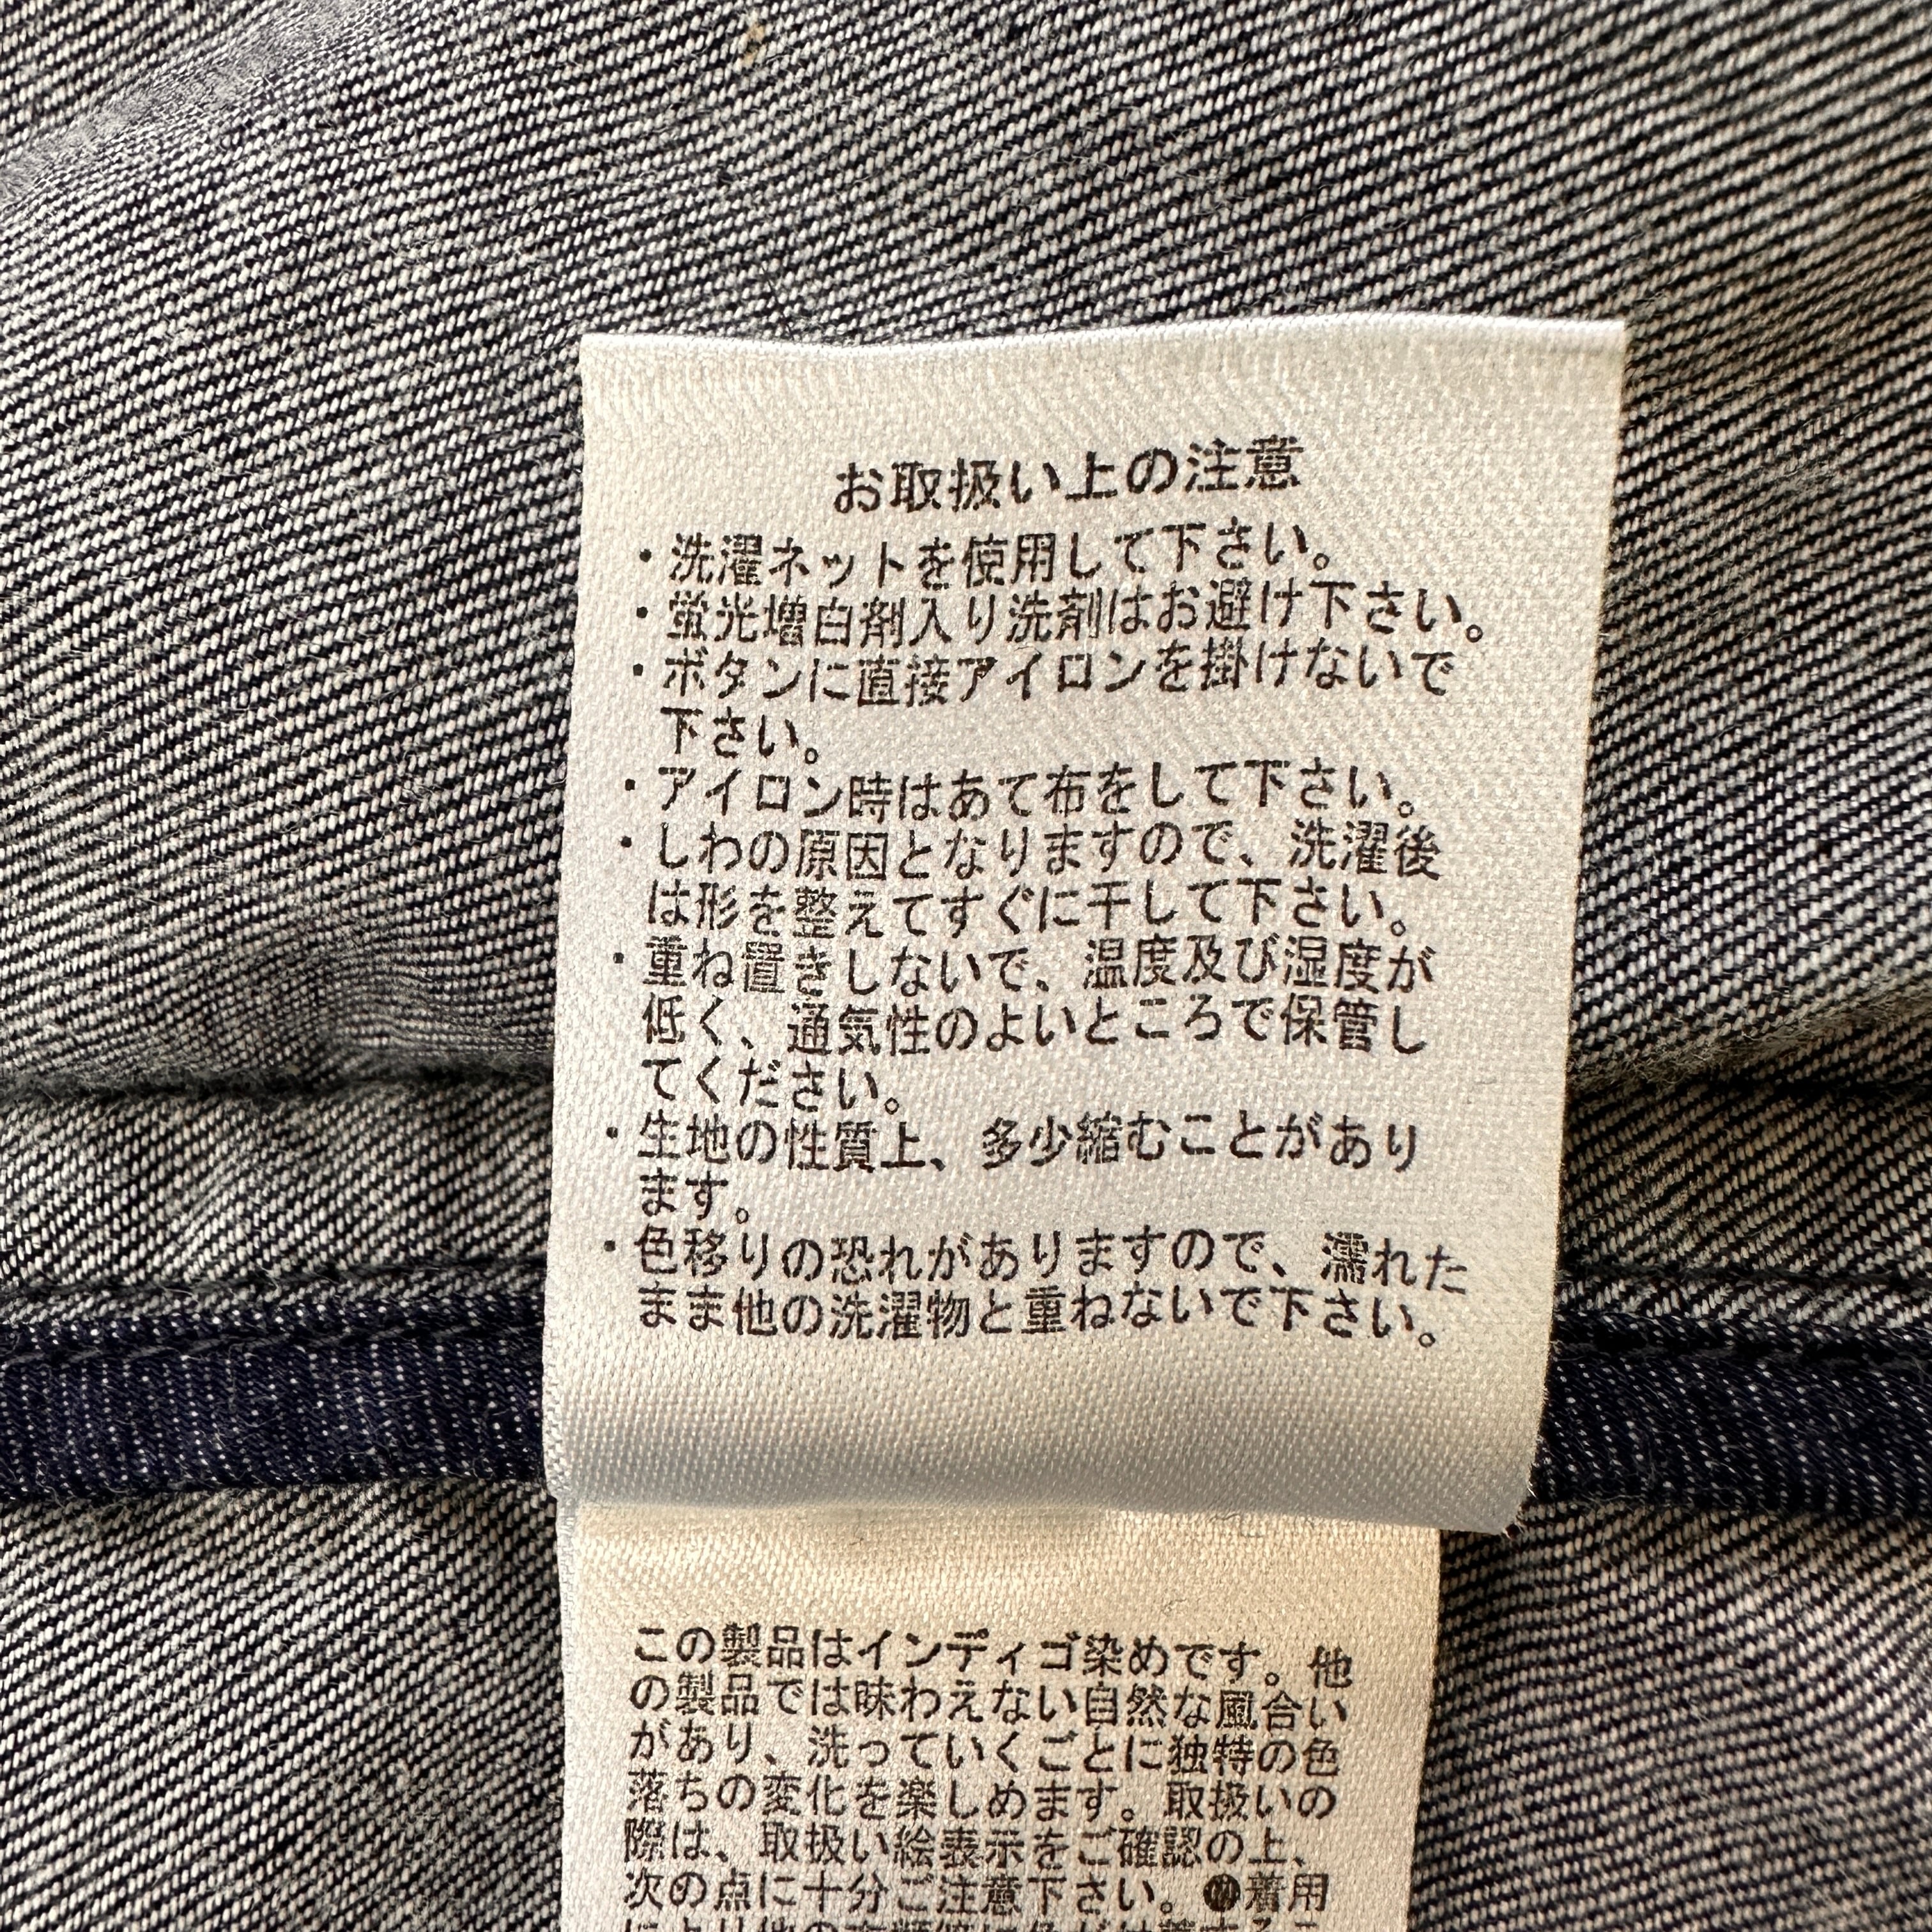 お取扱い上の注意
・洗濯ネットを使用して下さい。
・蛍光増白剤入り洗剤はお避け下さい。
・ボタンに直接アイロンを掛けないで
下さい。
・アイロン時はあて布をして下さい。
・しわの原因となりますので、洗濯後
は形を整えてすぐに干して下さい。
・重ね置きしないで、温度及び湿度が
低く、通気性のよいところで保管し
てください。
・生地の性質上、多少縮むことがあり
ます。
・色移りの恐れがありますので、濡れた
まま他の洗濯物と重ねないで下さい。
この製品はインディゴ染めです。他
の製品では味わえない自然な風合い
があり、洗っていくごとに独特の色
落ちの変化を楽しめます。取扱いの
際は、取扱い絵表示をご確認の上、
次の点に十分ご注意下さい。着用